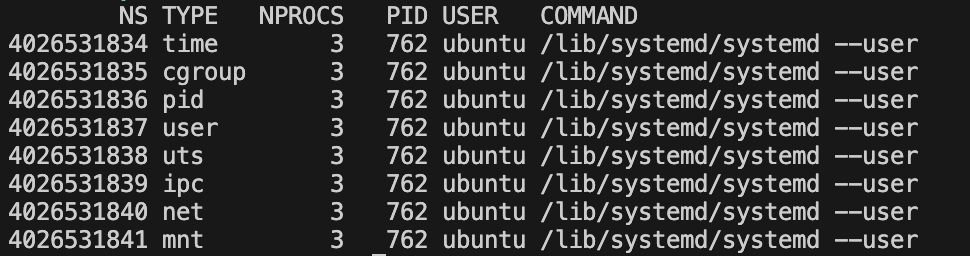 NS TYPE NPROCS PID USER COMMAND
4026531834 time 3 762 ubuntu /lib/systemd/systemd --user
4026531835 cgroup 3 762 ubuntu /lib/systemd/systemd --user
4026531836 pid 3 762 ubuntu /lib/systemd/systemd --user
4026531837 user 3 762 ubuntu /lib/systemd/systemd --user
4026531838 uts 3 762 ubuntu /lib/systemd/systemd --user
4026531839 ipc 3 762 ubuntu /lib/systemd/systemd --user
4026531840 net 3 762 ubuntu /lib/systemd/systemd --user
4026531841 mnt 3 762 ubuntu /lib/systemd/systemd --user